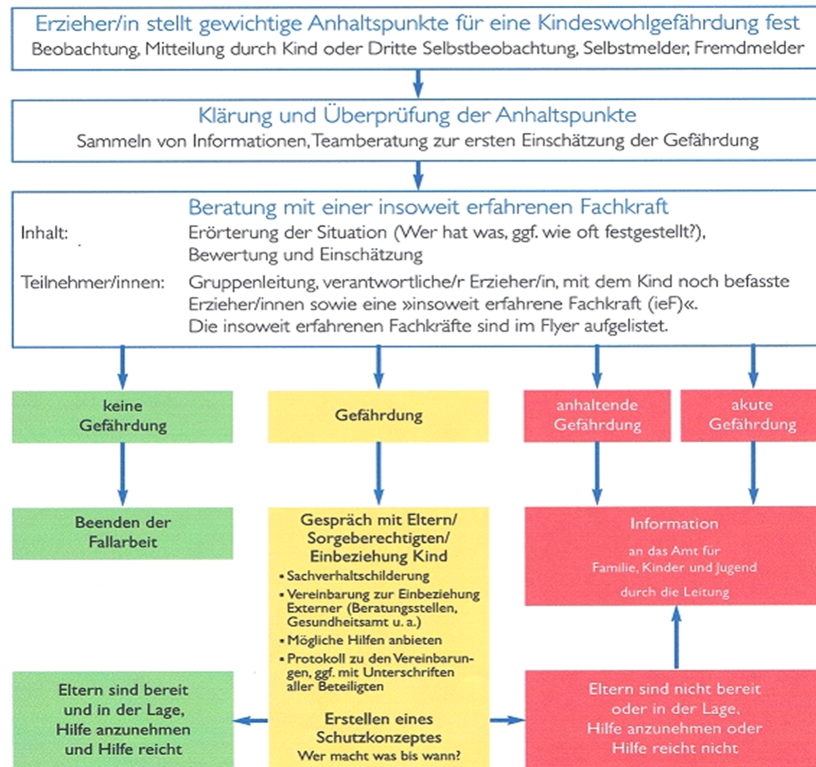 Erzieher/in stellt gewichtige Anhaltspunkte für eine Kindeswohlgefährdung fest
Beobachtung, Mitteilung durch Kind oder Dritte Selbstbeobachtung, Selbstmelder, Fremdmelder
Klärung und Überprüfung der Anhaltspunkte
Sammeln von Informationen, Teamberatung zur ersten Einschätzung der Gefährdung
Beratung mit einer insoweit erfahrenen Fachkraft
Inhalt: Erörterung der Situation (Wer hat was, ggf. wie oft festgestellt?),
Bewertung und Einschätzung
Teilnehmer/innen: Gruppenleitung, verantwortliche/r Erzieher/in, mit dem Kind noch befasste
Erzieher/innen sowie eine »insoweit erfahrene Fachkraft (ieF)«.
Die insoweit erfahrenen Fachkräfte sind im Flyer aufgelistet.
keine
Gefährdung
Gefährdung
anhaltende
Gefährdung
akute
Gefährdung
Beenden der
Fallarbeit
Gespräch mit Eltern/
Sorgeberechtigten/
Einbeziehung Kind
▪ Sachverhaltschilderung
▪ Vereinbarung zur Einbeziehung
Externer (Beratungsstellen,
Gesundheitsamt u. a.)
▪ Mögliche Hilfen anbieten
▪ Protokoll zu den Vereinbarun-
gen, ggf. mit Unterschriften
aller Beteiligten
Erstellen eines
Schutzkonzeptes
Wer macht was bis wann?
Information
an das Amt für
Familie, Kinder und Jugend
durch die Leitung
Eltern sind bereit
und in der Lage,
Hilfe anzunehmen
und Hilfe reicht
Eltern sind nicht bereit
oder in der Lage,
Hilfe anzunehmen oder
Hilfe reicht nicht